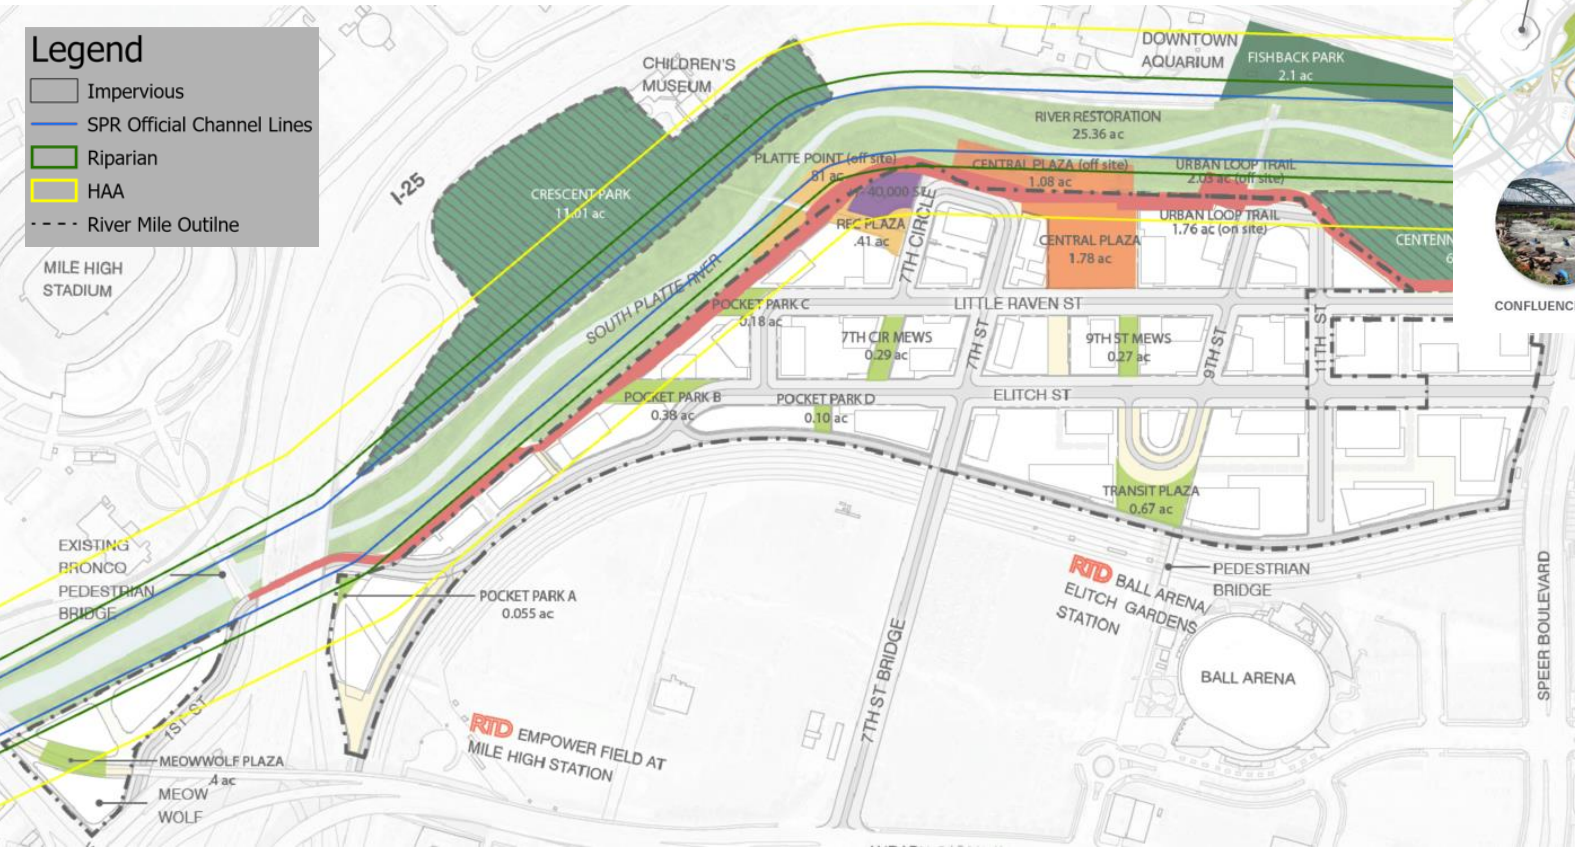 Legend
Impervious
SPR Official Channel Lines
Riparian
HAA
River Mile Outilne
MILE HIGH
STADIUM
I-25
CHILDREN'S
MUSEUM
DOWNTOWN
AQUARIUM
FISHBACK PARK
2.1 ac
CRESCENT PARK
11.01 ac
RIVER RESTORATION
25.36 ac
PLATTE POINT (off site)
81 ac
CENTRAL PLAZA (off site)
1.08 ac
URBAN LOOP TRAIL
2.03 ac (off site)
40,000 SF
REC PLAZA
.41 ac
7TH CIRCLE
URBAN LOOP TRAIL
1.76 ac (on site)
CENTRAL PLAZA
1.78 ac
CENTENN
6
CONFLUENC
SOUTH PLATTE RIVER
POCKET PARK C
0.18 ac
LITTLE RAVEN ST
7TH CIR MEWS
0.29 ac
7TH ST
9TH ST MEWS
0.27 ac
9TH ST
11TH ST
POCKET PARK B
0.38 ac
POCKET PARK D
0.10 ac
ELITCH ST
TRANSIT PLAZA
0.67 ac
EXISTING
BRONCO
PEDESTRIAN
BRIDGE
POCKET PARK A
0.055 ac
RTD BALL ARENA/
ELITCH GARDENS
STATION
PEDESTRIAN
BRIDGE
SPEER BOULEVARD
BALL ARENA
7TH ST BRIDGE
1ST ST
RTD EMPOWER FIELD AT
MILE HIGH STATION
MEOWWOLF PLAZA
.4 ac
MEOW
WOLF